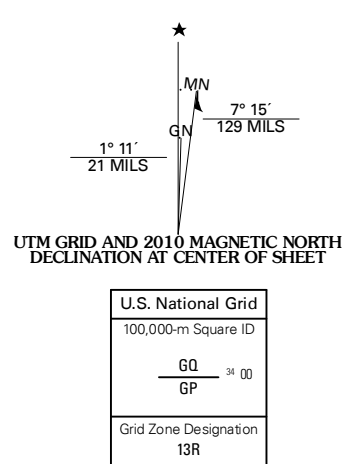 ★
MN
7° 15´
129 MILS
GN
1° 11´
21 MILS
UTM GRID AND 2010 MAGNETIC NORTH
DECLINATION AT CENTER OF SHEET
U.S. National Grid
100,000-m Square ID
GQ
34 00
GP
Grid Zone Designation
13R